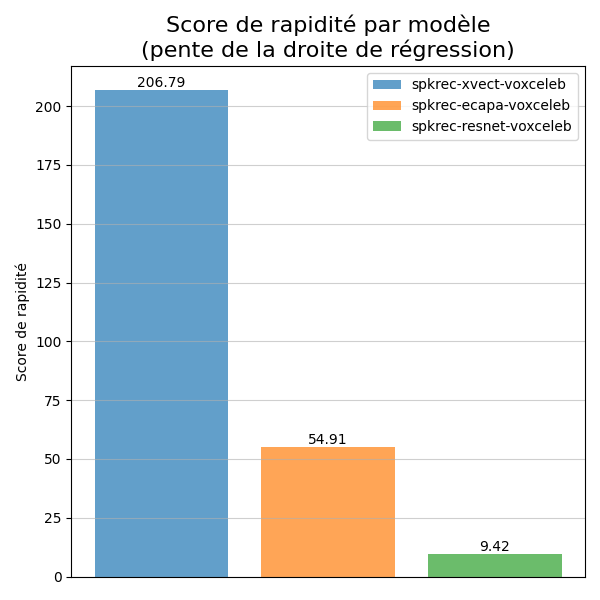 Score de rapidité par modèle
(pente de la droite de régression)
206.79
spkrec-xvect-voxceleb
spkrec-ecapa-voxceleb
spkrec-resnet-voxceleb
200
175
150
125
100
75
50
25
0
Score de rapidité
54.91
9.42